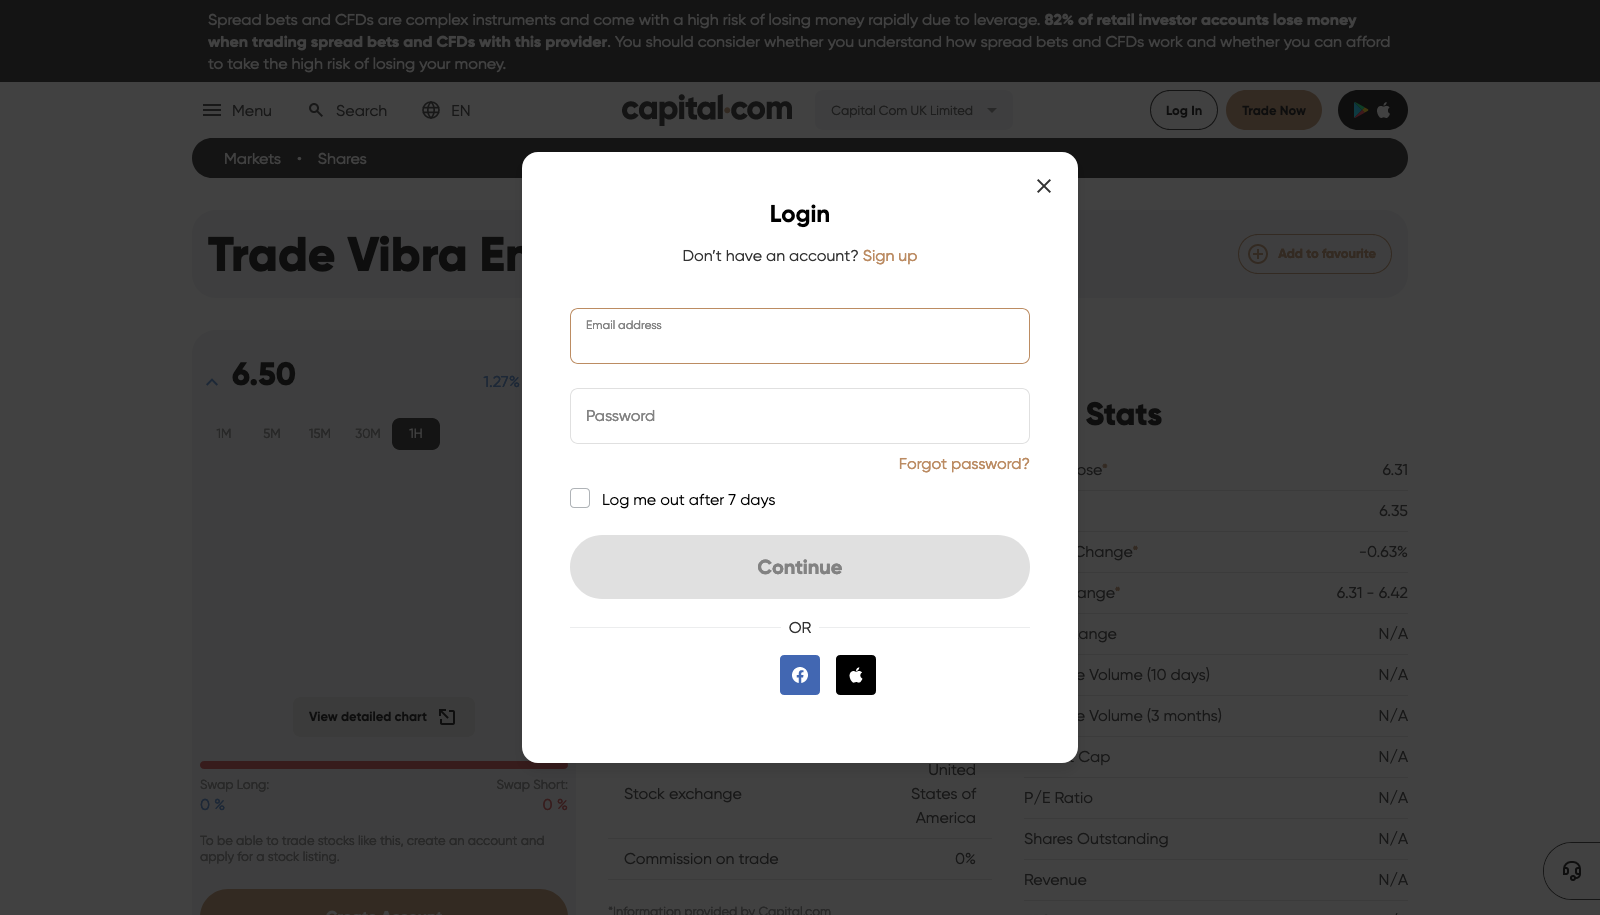 Spread bets and CFDs are complex instruments and come with a high risk of losing money rapidly due to leverage. 82% of retail investor accounts lose money
when trading spread bets and CFDs with this provider. You should consider whether you understand how spread bets and CFDs work and whether you can afford
to take the high risk of losing your money.
Menu Search EN capital.com Capital Com UK Limited Log In Trade Now
Markets • Shares
Trade Vibra
Add to favourite
Login
Don't have an account? Sign up
Email address
Password
Forgot password?
Log me out after 7 days
Continue
OR
6.50 1.27%
1M 5M 15M 30M 1H
View detailed chart
Swap Long: Swap Short:
0 % 0 %
To be able to trade stocks like this, create an account and
apply for a stock listing.
Create Account
United
Stock exchange States of
America
Commission on trade 0%
*Information provided by Capital.com
Stats
6.31
6.35
Change* -0.63%
6.31 - 6.42
N/A
Volume (10 days) N/A
Volume (3 months) N/A
Cap N/A
P/E Ratio N/A
Shares Outstanding N/A
Revenue N/A